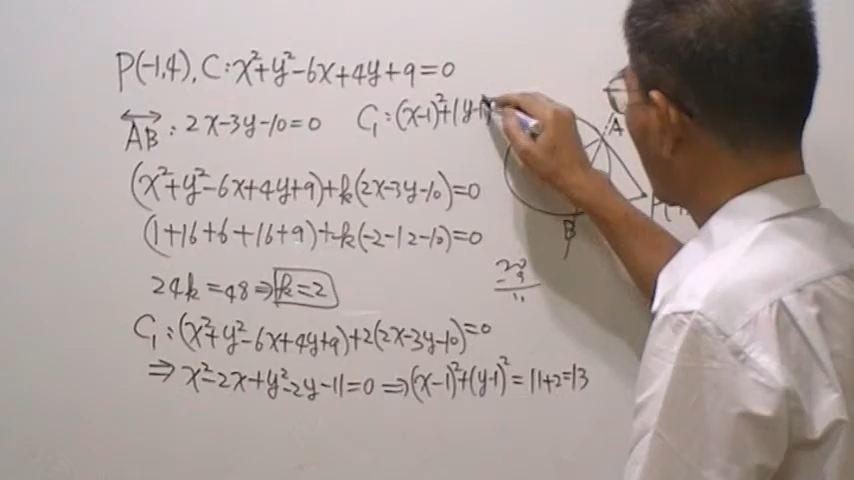 P(-1,4), C: x²+y²-6x+4y+9=0
AB: 2x-3y-10=0 C₁: (x-1)²+(y-1)
(x²+y²-6x+4y+9)+k(2x-3y-10)=0
(1+16+6+16+9)+k(-2-12-10)=0
24k=48⇒k=2
C₁: (x²+y²-6x+4y+9)+2(2x-3y-10)=0
⇒ x²-2x+y²-2y-11=0 ⇒(x-1)²+(y-1)²=11+2=13
A
B
20
-9
11